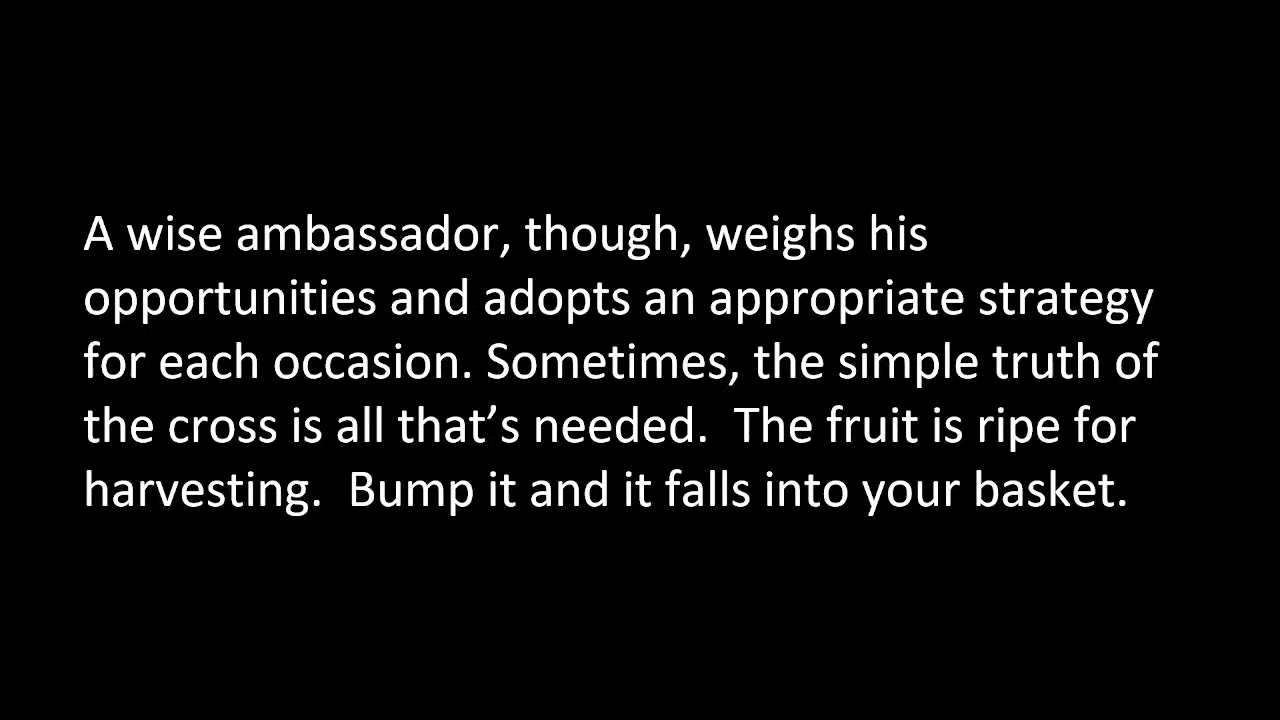 A wise ambassador, though, weighs his
opportunities and adopts an appropriate strategy
for each occasion. Sometimes, the simple truth of
the cross is all that’s needed.  The fruit is ripe for
harvesting.  Bump it and it falls into your basket.